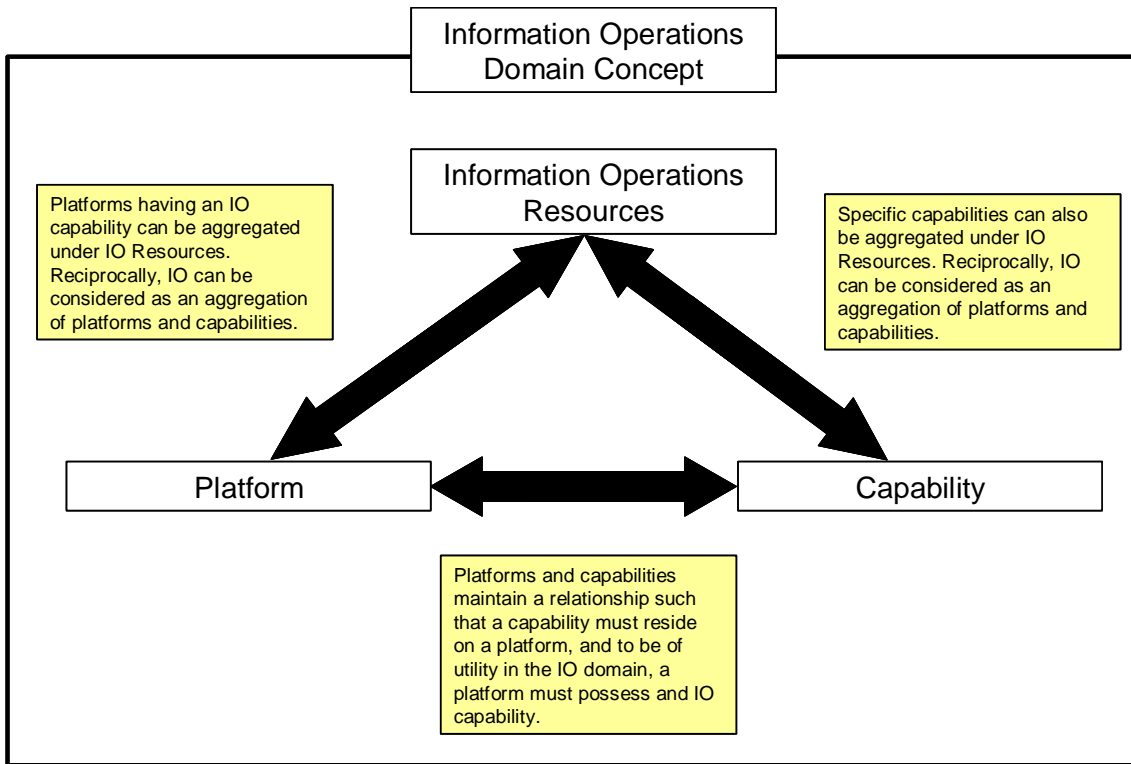 Information Operations
Domain Concept
Information Operations
Resources
Platforms having an IO
capability can be aggregated
under IO Resources.
Reciprocally, IO can be
considered as an aggregation
of platforms and capabilities.
Specific capabilities can also
be aggregated under IO
Resources. Reciprocally, IO
can be considered as an
aggregation of platforms and
capabilities.
Platform
Capability
Platforms and capabilities
maintain a relationship such
that a capability must reside
on a platform, and to be of
utility in the IO domain, a
platform must possess and IO
capability.